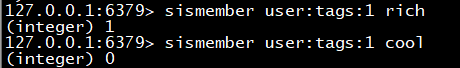 127.0.0.1:6379> sismember user:tags:1 rich
(integer) 1
127.0.0.1:6379> sismember user:tags:1 cool
(integer) 0